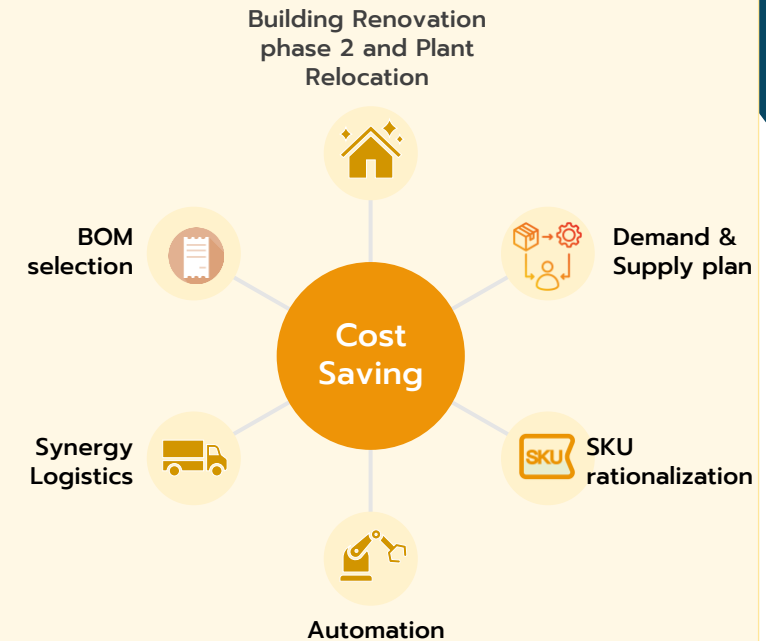 Building Renovation
phase 2 and Plant
Relocation
BOM
selection
Demand &
Supply plan
Cost
Saving
Synergy
Logistics
SKU
SKU
rationalization
Automation